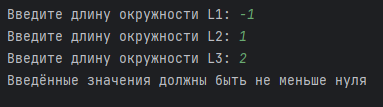 Введите длину окружности L1: -1
Введите длину окружности L2: 1
Введите длину окружности L3: 2
Введённые значения должны быть не меньше нуля